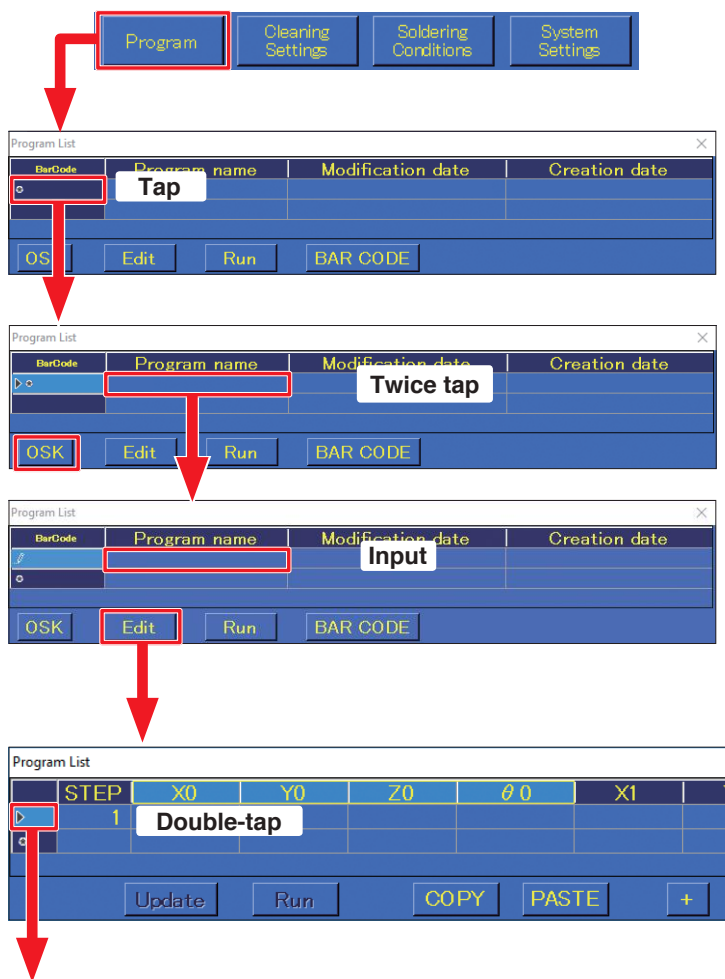 Program
Cleaning
Settings
Soldering
Conditions
System
Settings
Program List
BarCode Program name Modification date Creation date
Tap
OSK Edit Run BAR CODE
Program List
BarCode Program name Modification date Creation date
Twice tap
OSK Edit Run BAR CODE
Program List
BarCode Program name Modification date Creation date
Input
OSK Edit Run BAR CODE
Program List
STEP X0 Y0 Z0 θ0 X1
1 Double-tap
Update Run COPY PASTE +